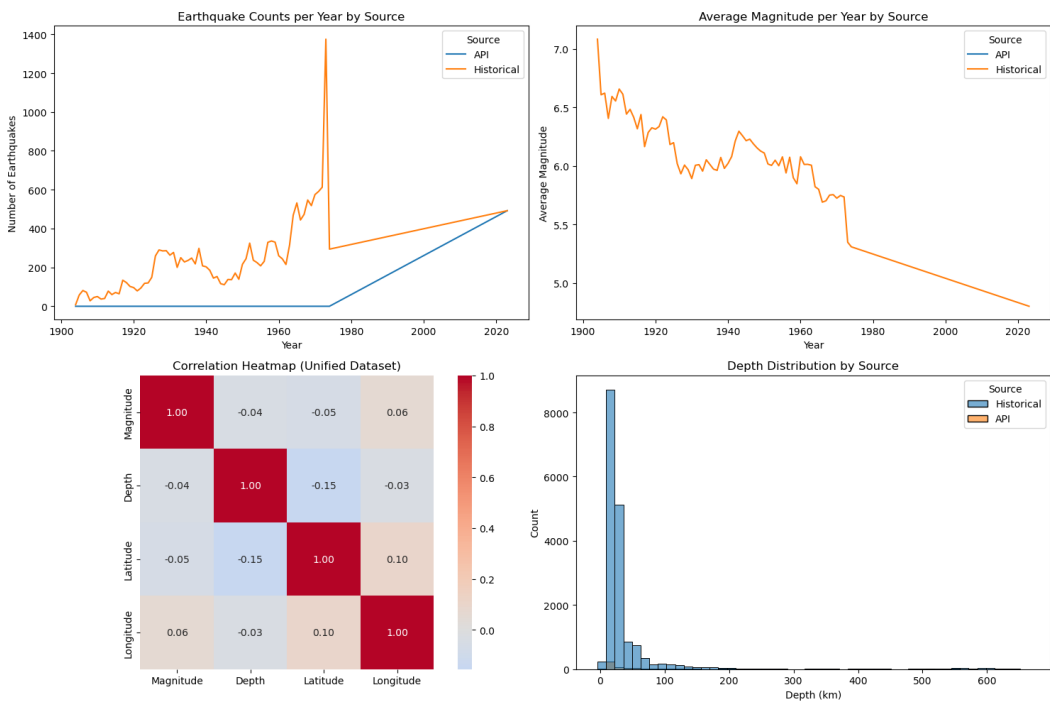 Earthquake Counts per Year by Source
Number of Earthquakes
1400
1200
1000
800
600
400
200
0
1900
1920
1940
1960
1980
2000
2020
Year
Source
API
Historical
Average Magnitude per Year by Source
Average Magnitude
7.0
6.5
6.0
5.5
5.0
1900
1920
1940
1960
1980
2000
2020
Year
Source
API
Historical
Correlation Heatmap (Unified Dataset)
Magnitude
1.00
-0.04
-0.05
0.06
Depth
-0.04
1.00
-0.15
-0.03
Latitude
-0.05
-0.15
1.00
0.10
Longitude
0.06
-0.03
0.10
1.00
Magnitude
Depth
Latitude
Longitude
1.0
0.8
0.6
0.4
0.2
0.0
Depth Distribution by Source
Count
8000
6000
4000
2000
0
0
100
200
300
400
500
600
Depth (km)
Source
Historical
API